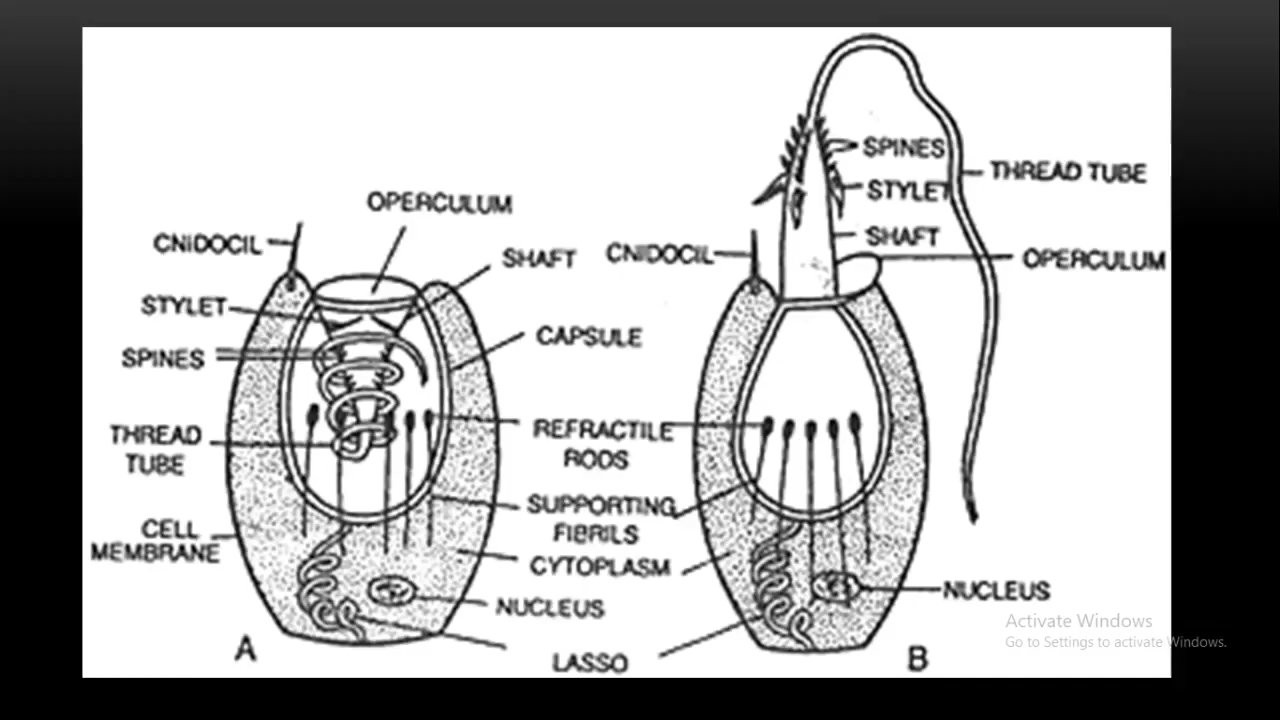 OPERCULUM
CNIDOCIL
SHAFT
STYLET
CAPSULE
SPINES
THREAD
TUBE
REFRACTILE
RODS
SUPPORTING
FIBRILS
CELL
MEMBRANE
CYTOPLASM
NUCLEUS
LASSO
A
SPINES
THREAD TUBE
STYLET
SHAFT
CNIDOCIL
OPERCULUM
NUCLEUS
B
Activate Windows
Go to Settings to activate Windows.